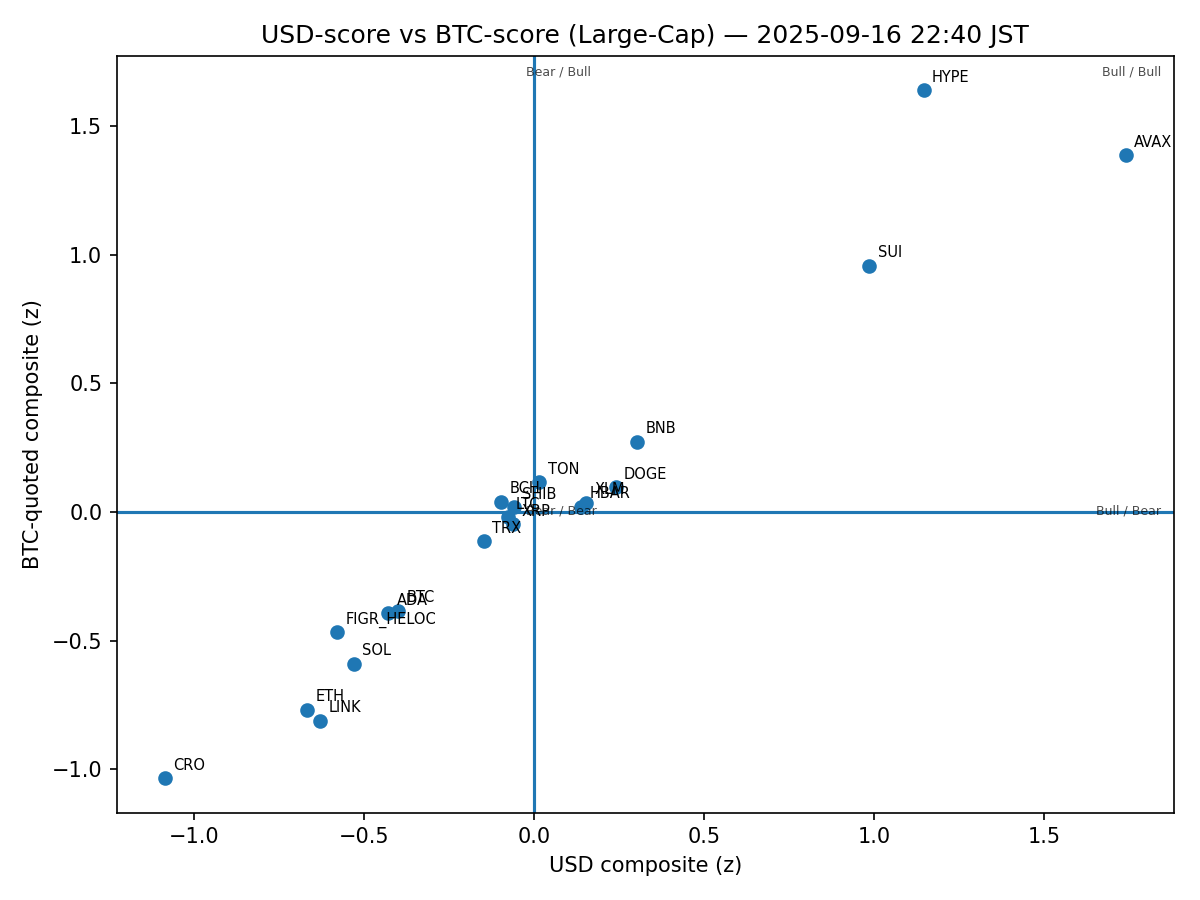 USD-score vs BTC-score (Large-Cap) — 2025-09-16 22:40 JST
Bear / Bull
Bull / Bull
HYPE
AVAX
SUI
BNB
TON
DOGE
BCH
SHIB
XLM
HBAR
LTC
XRP
Bear / Bear
Bull / Bear
TRX
BTC
ADA
FIGR_HELOC
SOL
ETH
LINK
CRO
1.5
1.0
0.5
0.0
−0.5
−1.0
BTC-quoted composite (z)
−1.0
−0.5
0.0
0.5
1.0
1.5
USD composite (z)